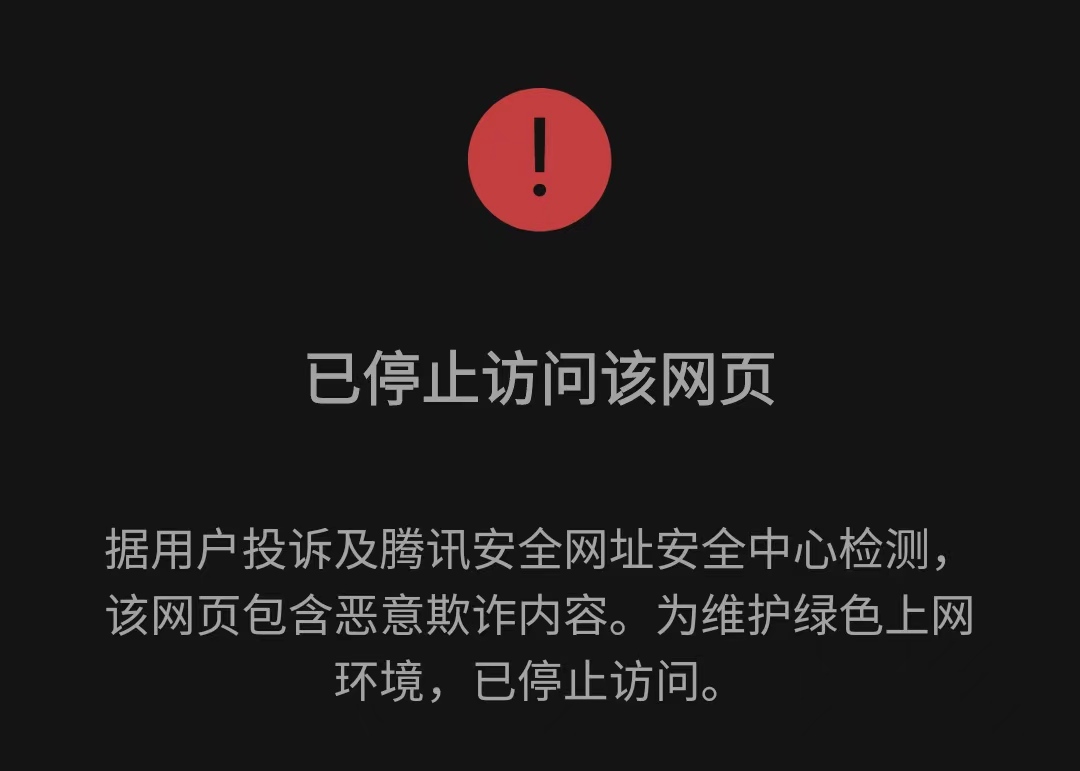 已停止访问该网页
据用户投诉及腾讯安全网址安全中心检测，
该网页包含恶意欺诈内容。为维护绿色上网
环境，已停止访问。